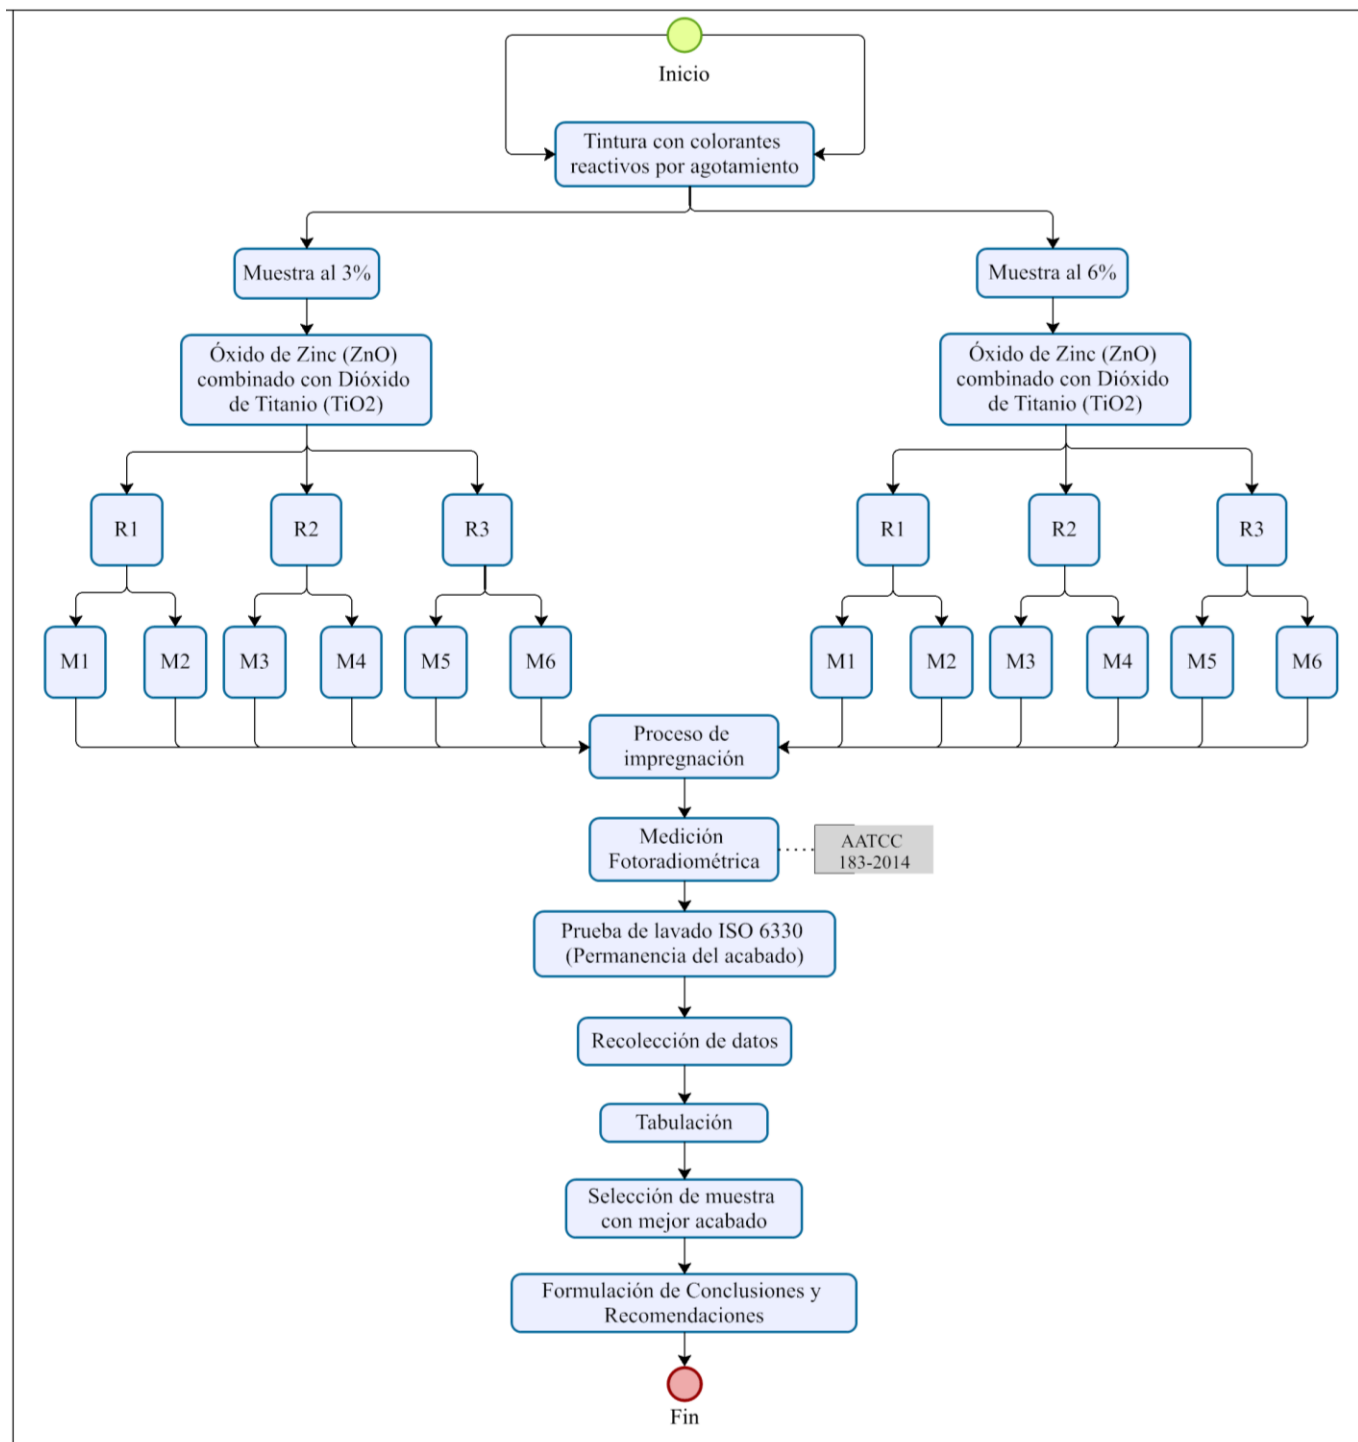 Inicio
Tintura con colorantes
reactivos por agotamiento
Muestra al 3%
Muestra al 6%
Óxido de Zinc (ZnO)
combinado con Dióxido
de Titanio (TiO2)
Óxido de Zinc (ZnO)
combinado con Dióxido
de Titanio (TiO2)
R1
R2
R3
R1
R2
R3
M1
M2
M3
M4
M5
M6
M1
M2
M3
M4
M5
M6
Proceso de
impregnación
Medición
Fotoradiométrica
AATCC
183-2014
Prueba de lavado ISO 6330
(Permanencia del acabado)
Recolección de datos
Tabulación
Selección de muestra
con mejor acabado
Formulación de Conclusiones y
Recomendaciones
Fin